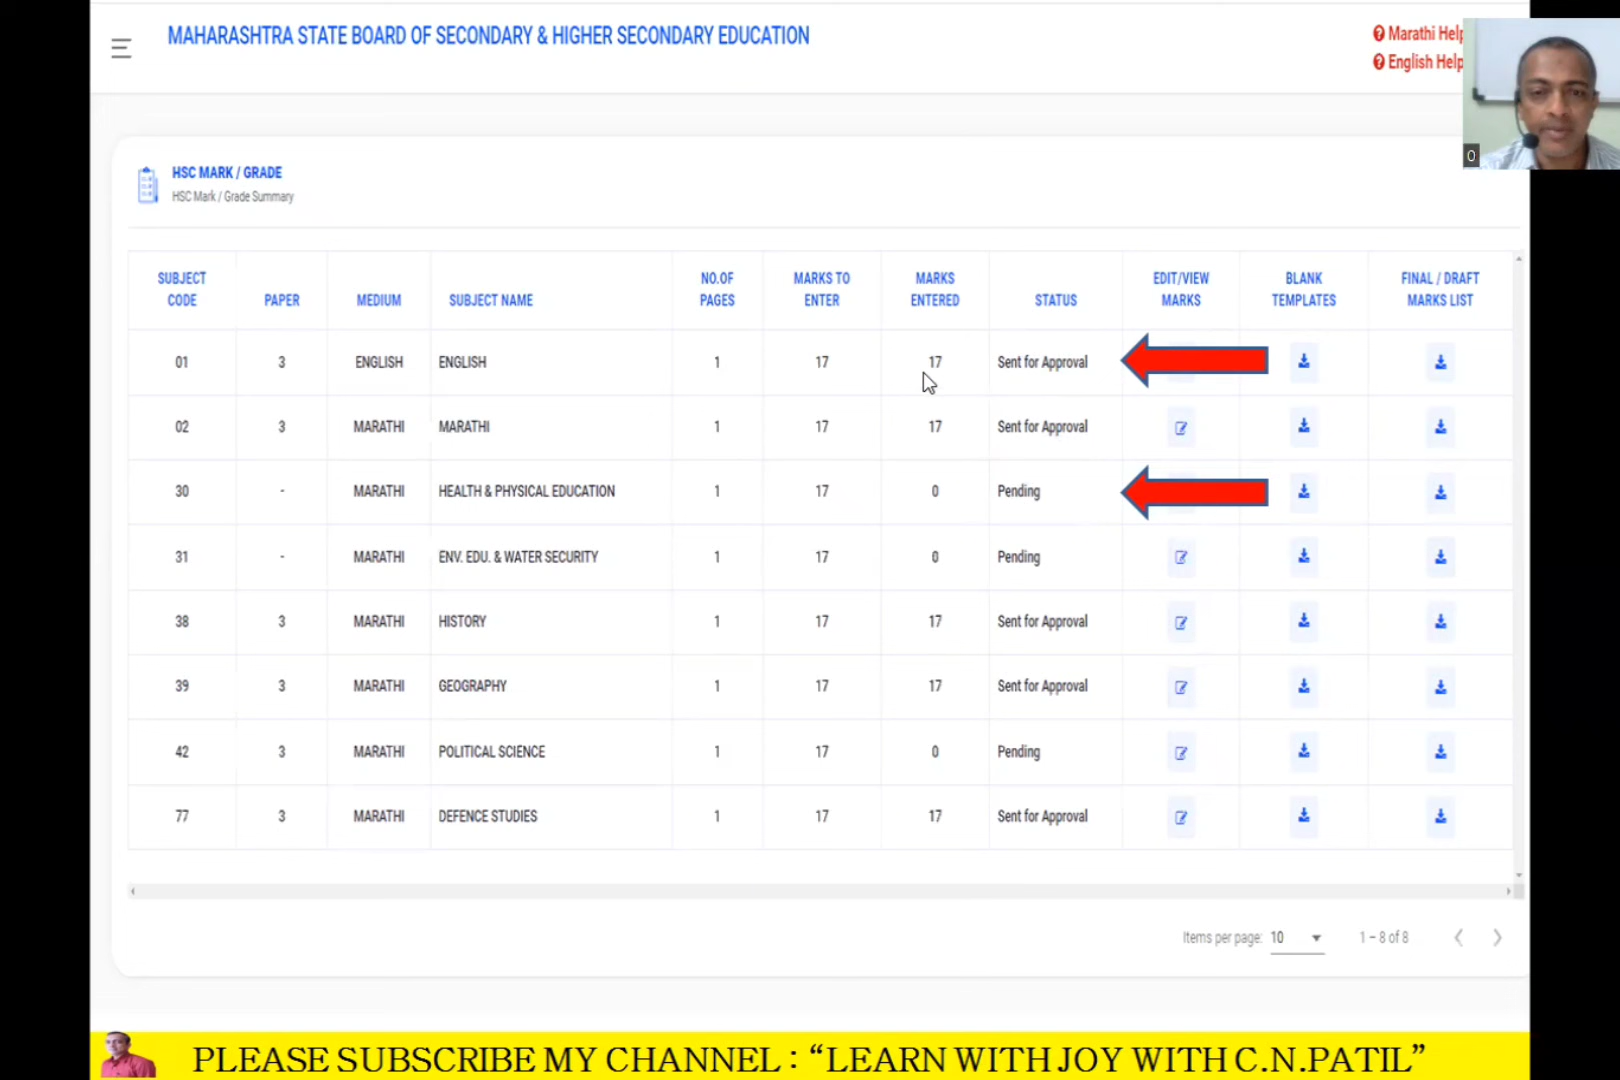 MAHARASHTRA STATE BOARD OF SECONDARY & HIGHER SECONDARY EDUCATION
Marathi Help
English Help
0
HSC MARK / GRADE
HSC Mark / Grade Summary
SUBJECT CODE PAPER MEDIUM SUBJECT NAME NO.OF PAGES MARKS TO ENTER MARKS ENTERED STATUS EDIT/VIEW MARKS BLANK TEMPLATES FINAL / DRAFT MARKS LIST
01 3 ENGLISH ENGLISH 1 17 17 Sent for Approval
02 3 MARATHI MARATHI 1 17 17 Sent for Approval
30 - MARATHI HEALTH & PHYSICAL EDUCATION 1 17 0 Pending
31 - MARATHI ENV. EDU. & WATER SECURITY 1 17 0 Pending
38 3 MARATHI HISTORY 1 17 17 Sent for Approval
39 3 MARATHI GEOGRAPHY 1 17 17 Sent for Approval
42 3 MARATHI POLITICAL SCIENCE 1 17 0 Pending
77 3 MARATHI DEFENCE STUDIES 1 17 17 Sent for Approval
Items per page: 10 1 – 8 of 8
PLEASE SUBSCRIBE MY CHANNEL : “LEARN WITH JOY WITH C.N.PATIL”